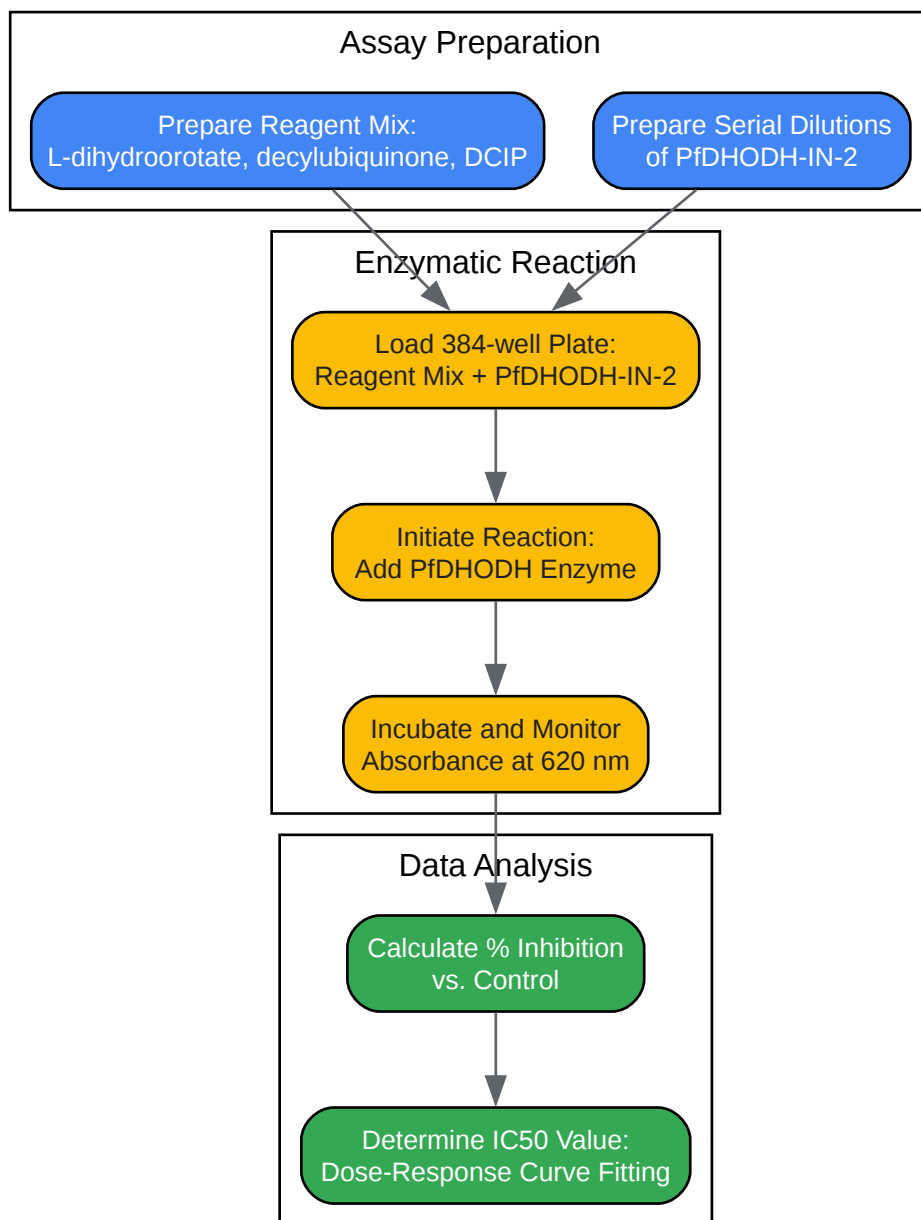 Assay Preparation
Prepare Reagent Mix:
L-dihydroorotate, decylubiquinone, DCIP
Prepare Serial Dilutions
of PfDHODH-IN-2
Enzymatic Reaction
Load 384-well Plate:
Reagent Mix + PfDHODH-IN-2
Initiate Reaction:
Add PfDHODH Enzyme
Incubate and Monitor
Absorbance at 620 nm
Data Analysis
Calculate % Inhibition
vs. Control
Determine IC50 Value:
Dose-Response Curve Fitting